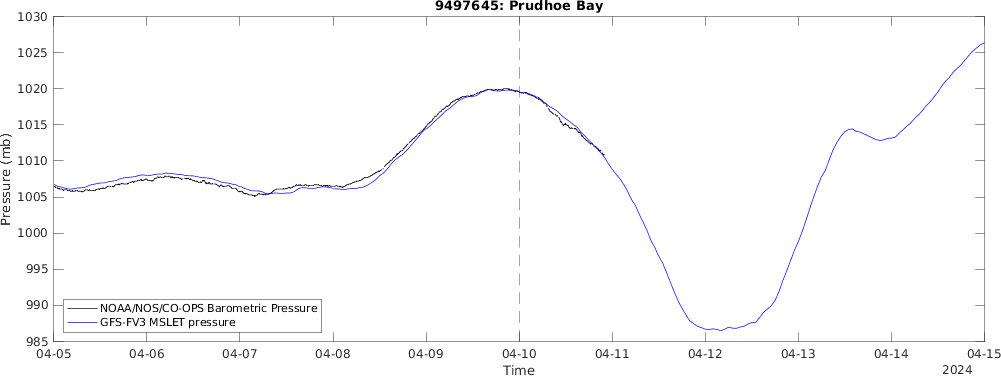 9497645: Prudhoe Bay
1030
1025
1020
1015
1010
1005
1000
995
990
985
Pressure (mb)
NOAA/NOS/CO-OPS Barometric Pressure
GFS-FV3 MSLET pressure
04-05 04-06 04-07 04-08 04-09 04-10 04-11 04-12 04-13 04-14 04-15
Time
2024